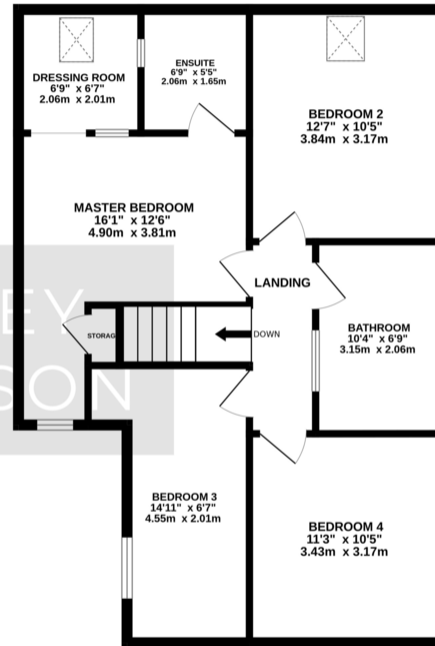 DRESSING ROOM
6'9" x 6'7"
2.06m x 2.01m
ENSUITE
6'9" x 5'5"
2.06m x 1.65m
BEDROOM 2
12'7" x 10'5"
3.84m x 3.17m
MASTER BEDROOM
16'1" x 12'6"
4.90m x 3.81m
LANDING
EY
STORAG
DOWN
BATHROOM
10'4" x 6'9"
3.15m x 2.06m
SON
BEDROOM 3
14'11" x 6'7"
4.55m x 2.01m
BEDROOM 4
11'3" x 10'5"
3.43m x 3.17m